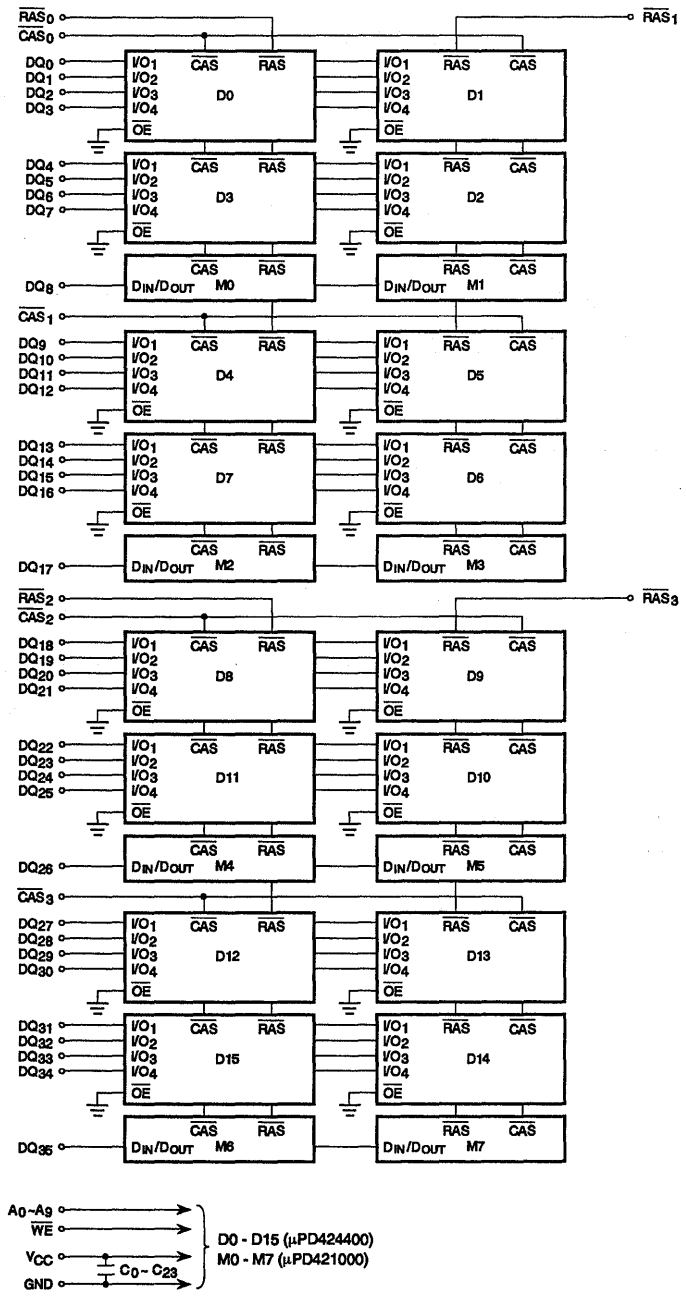 RAS0 RAS1
CAS0
DQ0 I/O1 CAS RAS I/O1 RAS CAS
DQ1 I/O2 I/O2
DQ2 I/O3 D0 I/O3 D1
DQ3 I/O4 I/O4
OE OE
DQ4 I/O1 CAS RAS I/O1 RAS CAS
DQ5 I/O2 I/O2
DQ6 I/O3 D3 I/O3 D2
DQ7 I/O4 I/O4
OE OE
CAS RAS RAS CAS
DQ8 DIN/DOUT M0 DIN/DOUT M1
CAS1
DQ9 I/O1 CAS RAS I/O1 RAS CAS
DQ10 I/O2 I/O2
DQ11 I/O3 D4 I/O3 D5
DQ12 I/O4 I/O4
OE OE
DQ13 I/O1 CAS RAS I/O1 RAS CAS
DQ14 I/O2 I/O2
DQ15 I/O3 D7 I/O3 D6
DQ16 I/O4 I/O4
OE OE
CAS RAS RAS CAS
DQ17 DIN/DOUT M2 DIN/DOUT M3
RAS2 RAS3
CAS2
DQ18 I/O1 CAS RAS I/O1 RAS CAS
DQ19 I/O2 I/O2
DQ20 I/O3 D8 I/O3 D9
DQ21 I/O4 I/O4
OE OE
DQ22 I/O1 CAS RAS I/O1 RAS CAS
DQ23 I/O2 I/O2
DQ24 I/O3 D11 I/O3 D10
DQ25 I/O4 I/O4
OE OE
CAS RAS RAS CAS
DQ26 DIN/DOUT M4 DIN/DOUT M5
CAS3
DQ27 I/O1 CAS RAS I/O1 RAS CAS
DQ28 I/O2 I/O2
DQ29 I/O3 D12 I/O3 D13
DQ30 I/O4 I/O4
OE OE
DQ31 I/O1 CAS RAS I/O1 RAS CAS
DQ32 I/O2 I/O2
DQ33 I/O3 D15 I/O3 D14
DQ34 I/O4 I/O4
OE OE
CAS RAS RAS CAS
DQ35 DIN/DOUT M6 DIN/DOUT M7
A0~A9
WE
D0 - D15 (μPD424400)
VCC M0 - M7 (μPD421000)
C0~C23
GND